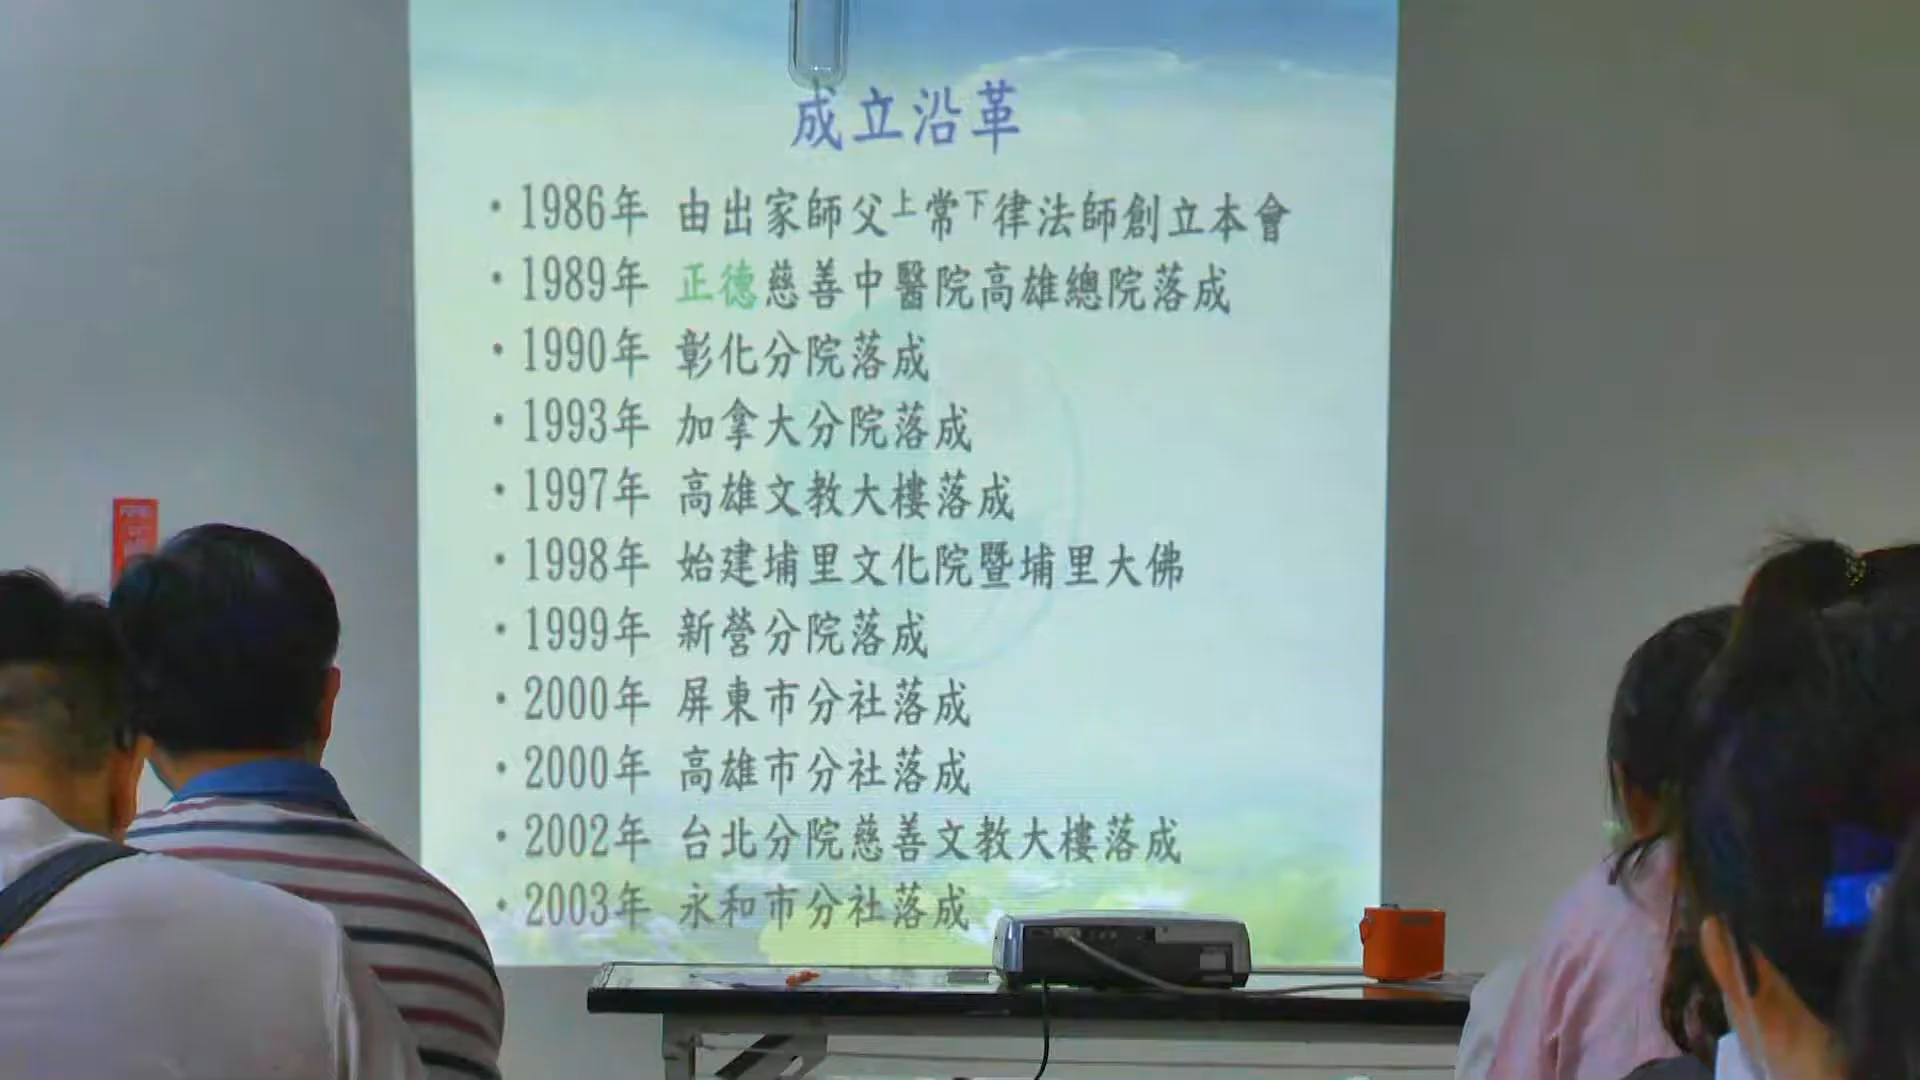 成立沿革
・1986年 由出家師父上常下律法師創立本會
・1989年 正德慈善中醫院高雄總院落成
・1990年 彰化分院落成
・1993年 加拿大分院落成
・1997年 高雄文教大樓落成
・1998年 始建埔里文化院暨埔里大佛
・1999年 新營分院落成
・2000年 屏東市分社落成
・2000年 高雄市分社落成
・2002年 台北分院慈善文教大樓落成
・2003年 永和市分社落成